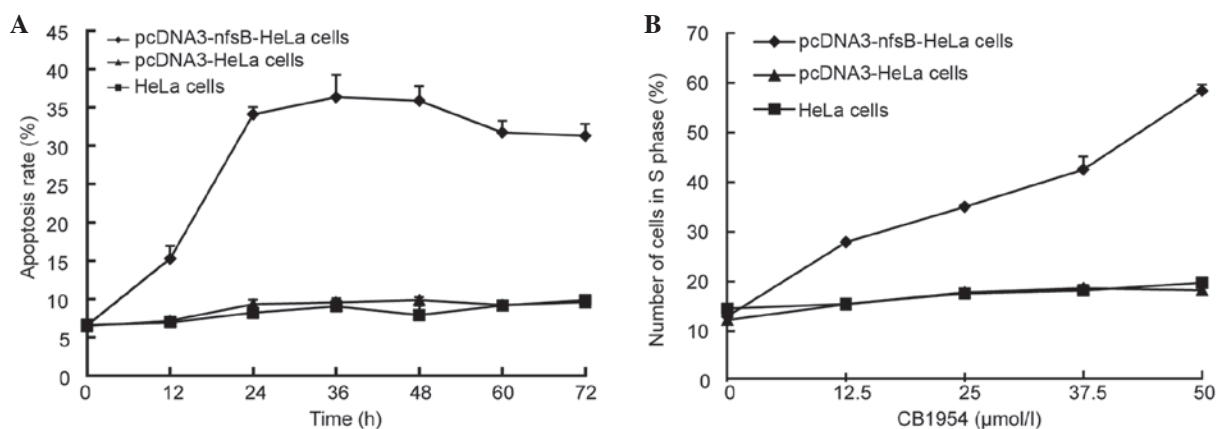 A
pcDNA3-nfsB-HeLa cells
pcDNA3-HeLa cells
HeLa cells
Apoptosis rate (%)
45
40
35
30
25
20
15
10
5
0
0 12 24 36 48 60 72
Time (h)
B
pcDNA3-nfsB-HeLa cells
pcDNA3-HeLa cells
HeLa cells
Number of cells in S phase (%)
70
60
50
40
30
20
10
0
0 12.5 25 37.5 50
CB1954 (μmol/l)